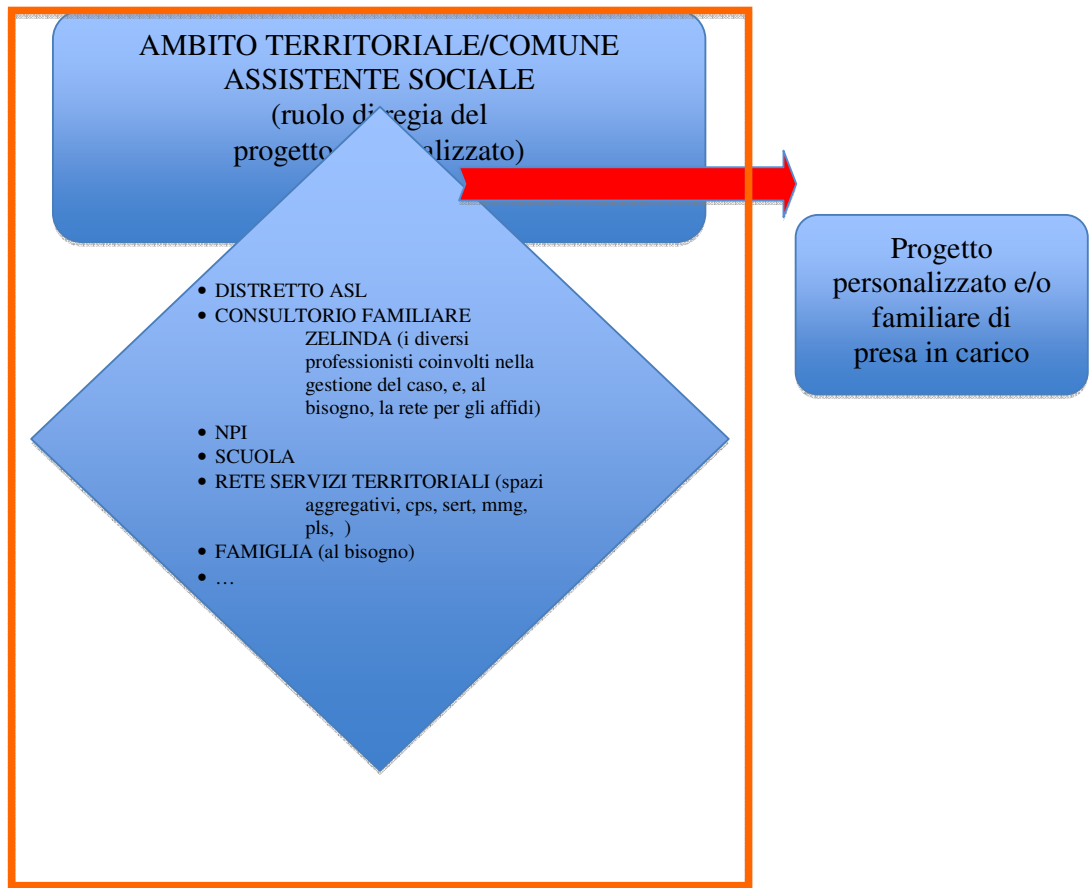 AMBITO TERRITORIALE/COMUNE
ASSISTENTE SOCIALE
(ruolo di regia del
progetto alizzato)
Progetto
personalizzato e/o
familiare di
presa in carico
• DISTRETTO ASL
• CONSULTORIO FAMILIARE
ZELINDA (i diversi
professionisti coinvolti nella
gestione del caso, e, al
bisogno, la rete per gli affidi)
• NPI
• SCUOLA
• RETE SERVIZI TERRITORIALI (spazi
aggregativi, cps, sert, mmg,
pls, )
• FAMIGLIA (al bisogno)
• …